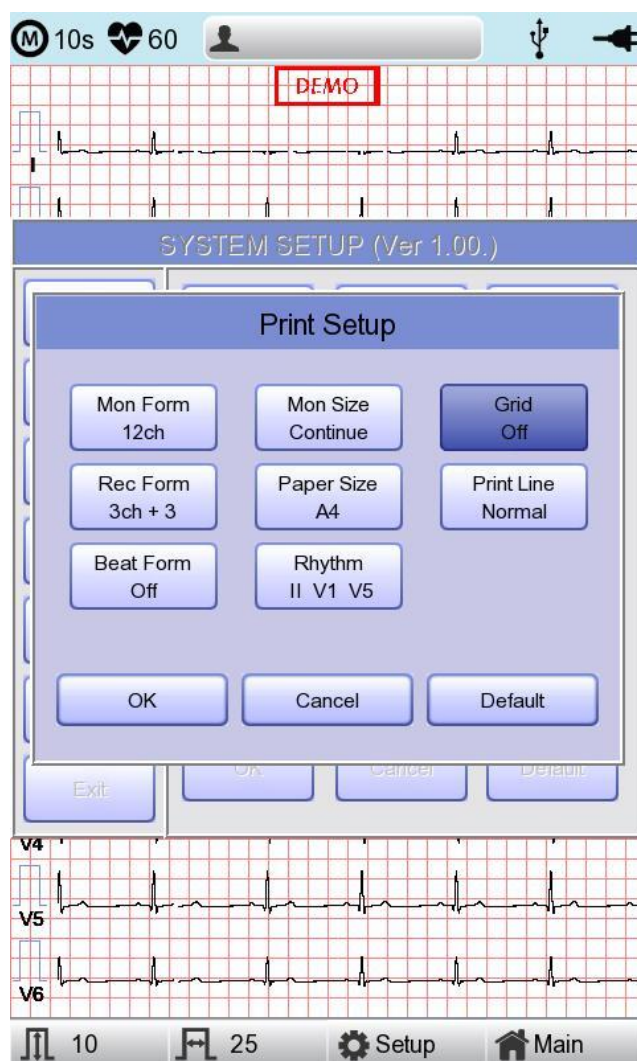 M 10s 60
DEMO
I
SYSTEM SETUP (Ver 1.00.)
Print Setup
Mon Form
12ch
Mon Size
Continue
Grid
Off
Rec Form
3ch + 3
Paper Size
A4
Print Line
Normal
Beat Form
Off
Rhythm
II V1 V5
OK Cancel Default
Exit OK Cancel Default
V4
V5
V6
10 25 Setup Main